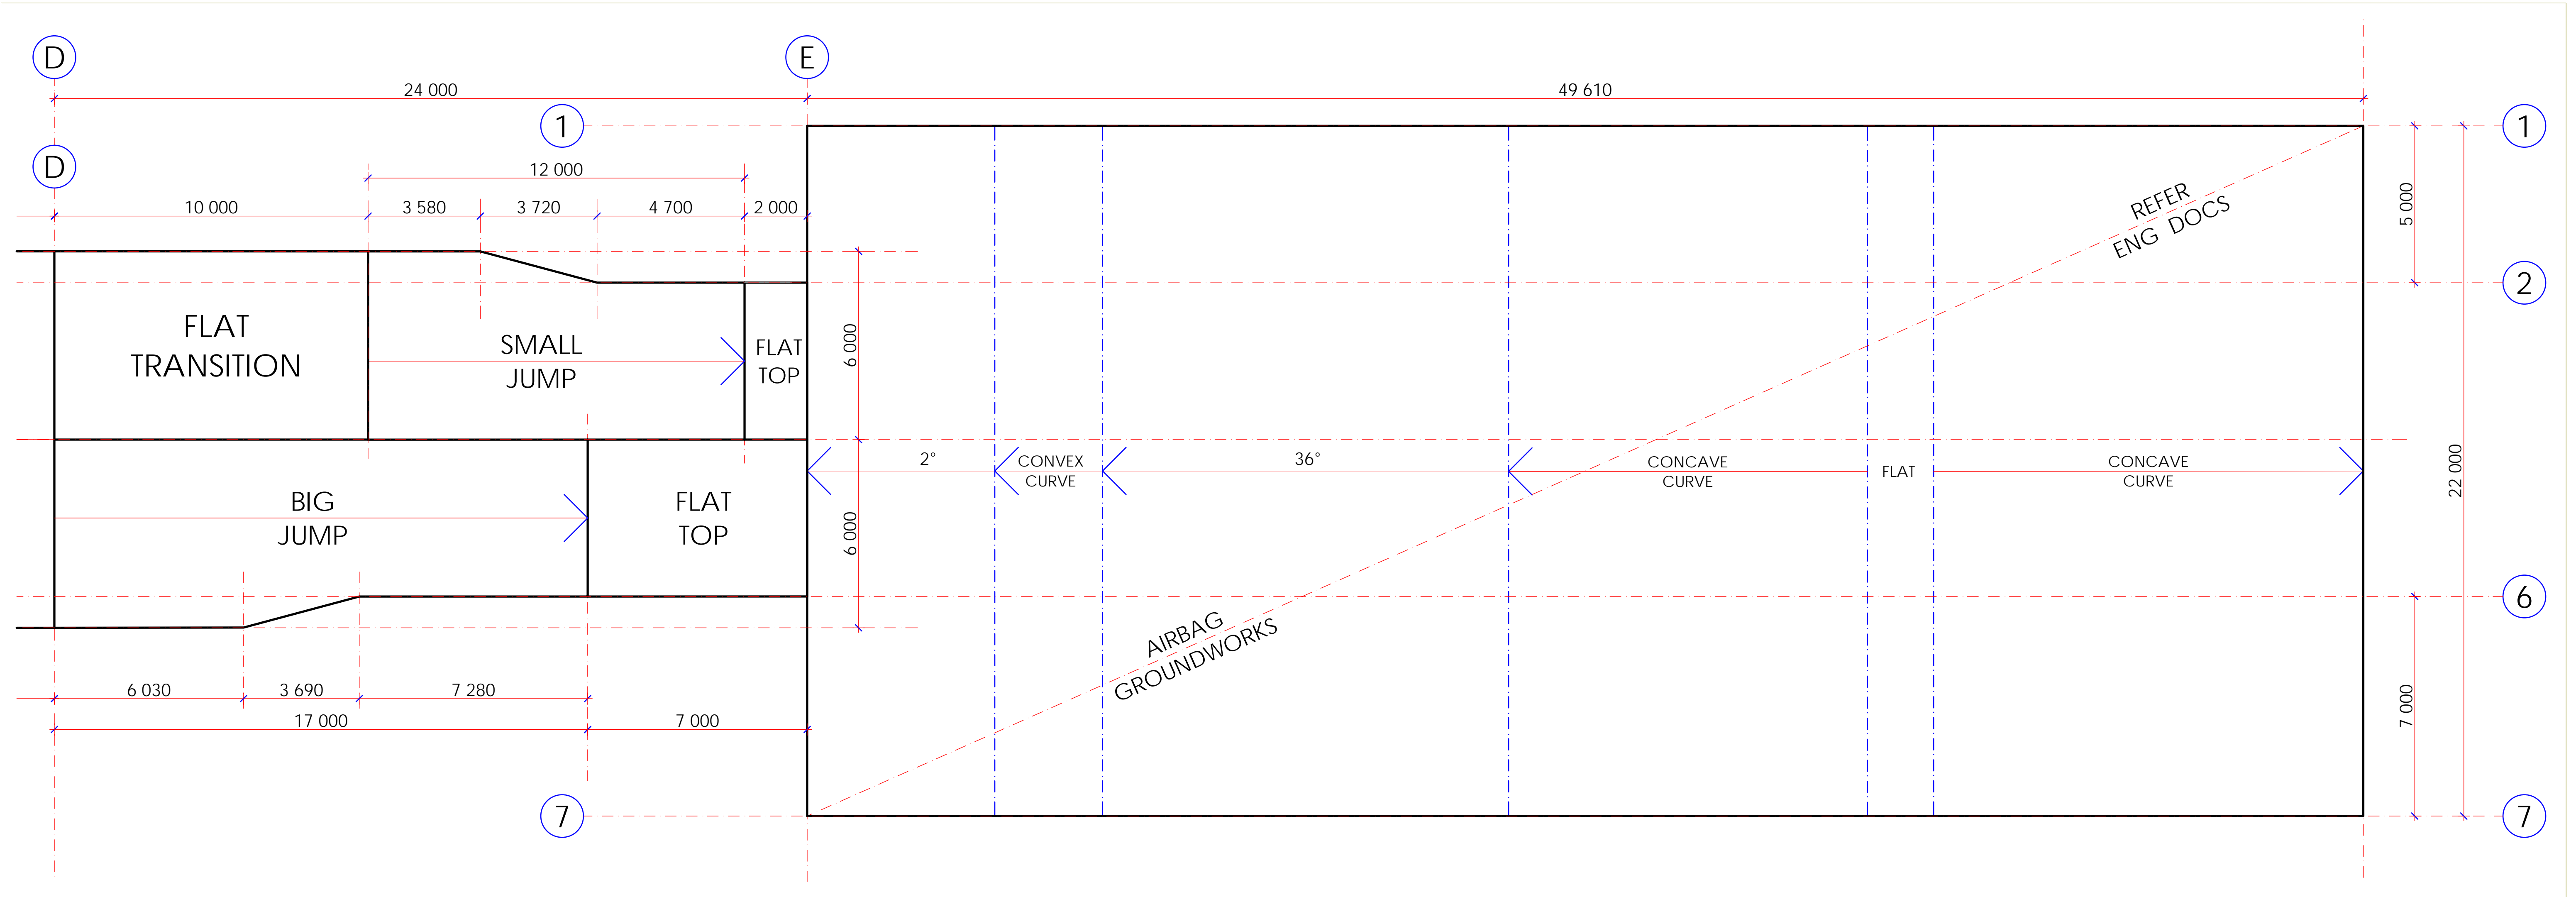 D
E
24 000
49 610
1
1
D
12 000
10 000
3 580
3 720
4 700
2 000
5 000
2
FLAT
TRANSITION
SMALL
JUMP
FLAT
TOP
6 000
REFER
ENG DOCS
2°
CONVEX
CURVE
36°
CONCAVE
CURVE
FLAT
CONCAVE
CURVE
22 000
BIG
JUMP
FLAT
TOP
6 000
6
AIRBAG
GROUNDWORKS
6 030
3 690
7 280
7 000
17 000
7 000
7
7